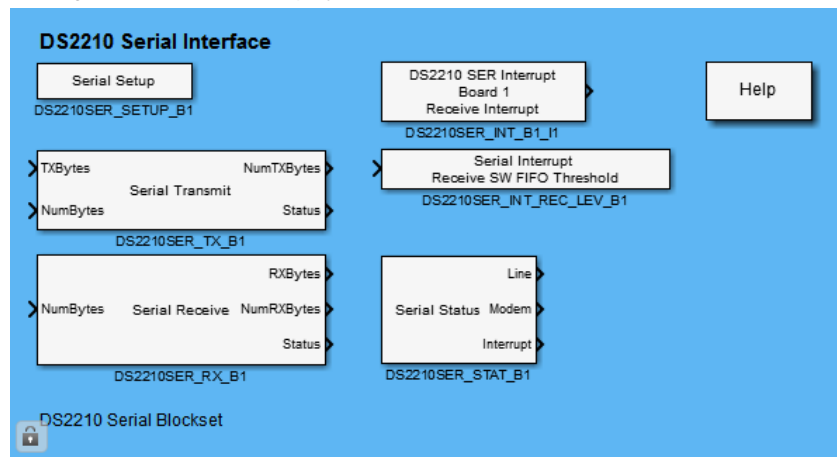 DS2210 Serial Interface
Serial Setup
DS2210SER_SETUP_B1
DS2210 SER Interrupt
Board 1
Receive Interrupt
DS2210SER_INT_B1_I1
Help
TXBytes
NumBytes
Serial Transmit
NumTXBytes
Status
DS2210SER_TX_B1
Serial Interrupt
Receive SW FIFO Threshold
DS2210SER_INT_REC_LEV_B1
NumBytes
Serial Receive
RXBytes
NumRXBytes
Status
DS2210SER_RX_B1
Serial Status
Line
Modem
Interrupt
DS2210SER_STAT_B1
DS2210 Serial Blockset